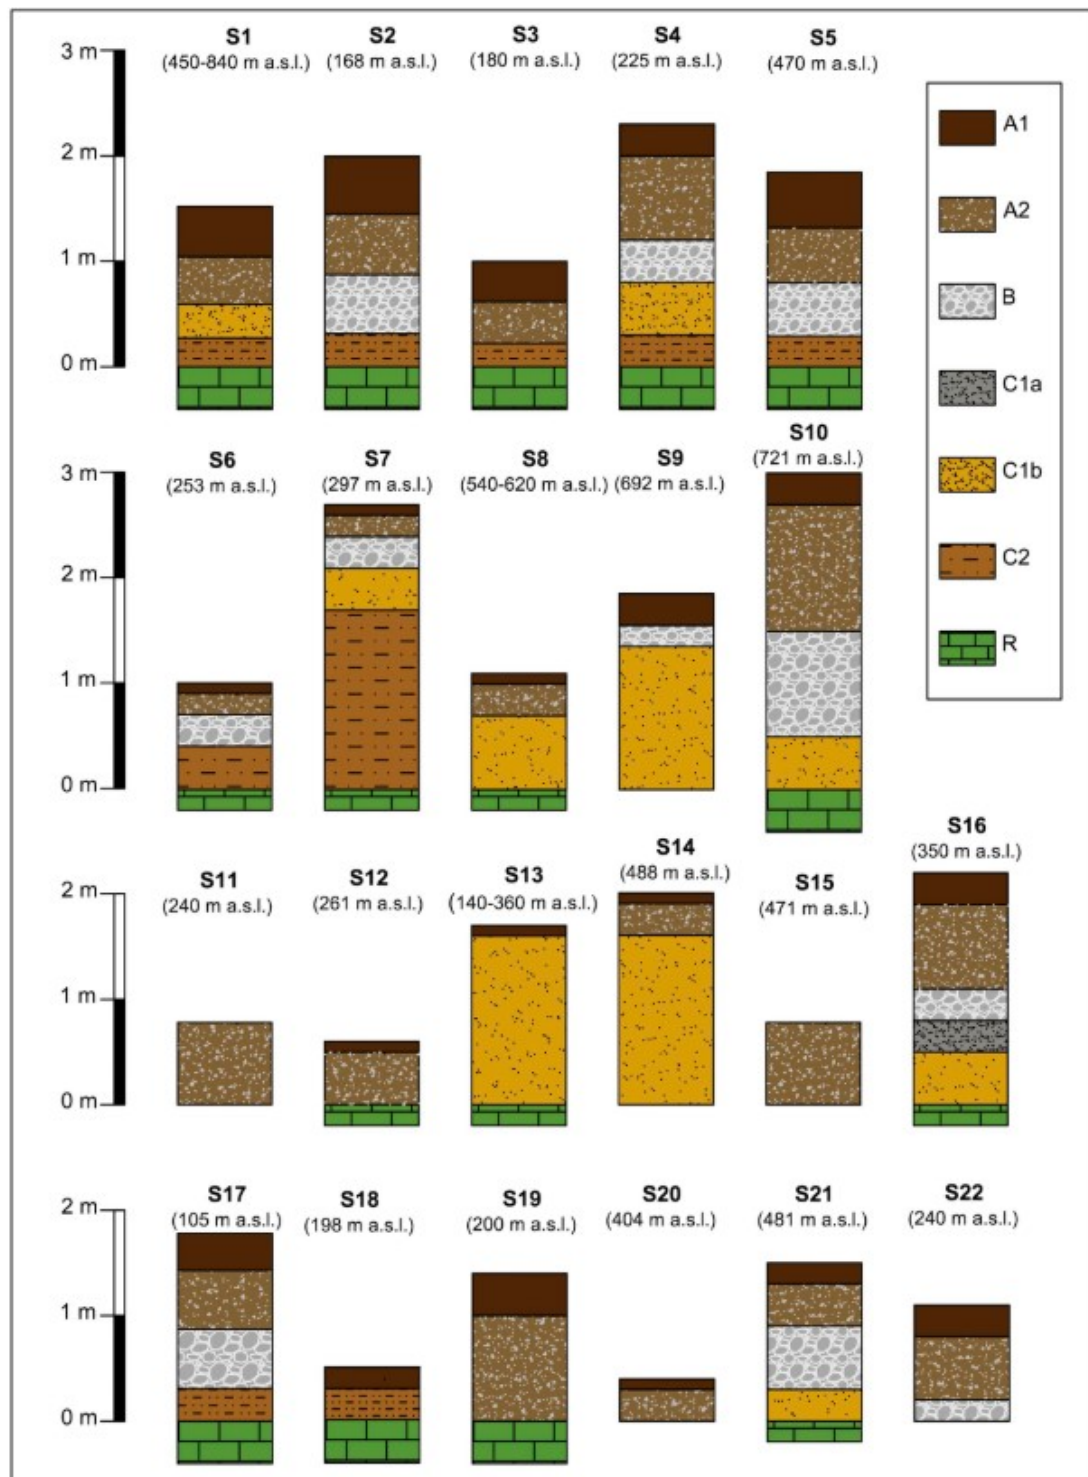 S1 S2 S3 S4 S5
(450-840 m a.s.l.) (168 m a.s.l.) (180 m a.s.l.) (225 m a.s.l.) (470 m a.s.l.)
3 m
2 m
1 m
0 m
A1
A2
B
C1a
C1b
C2
R
S6 S7 S8 S9 S10
(253 m a.s.l.) (297 m a.s.l.) (540-620 m a.s.l.) (692 m a.s.l.) (721 m a.s.l.)
3 m
2 m
1 m
0 m
S11 S12 S13 S14 S15 S16
(240 m a.s.l.) (261 m a.s.l.) (140-360 m a.s.l.) (488 m a.s.l.) (471 m a.s.l.) (350 m a.s.l.)
2 m
1 m
0 m
S17 S18 S19 S20 S21 S22
(105 m a.s.l.) (198 m a.s.l.) (200 m a.s.l.) (404 m a.s.l.) (481 m a.s.l.) (240 m a.s.l.)
2 m
1 m
0 m